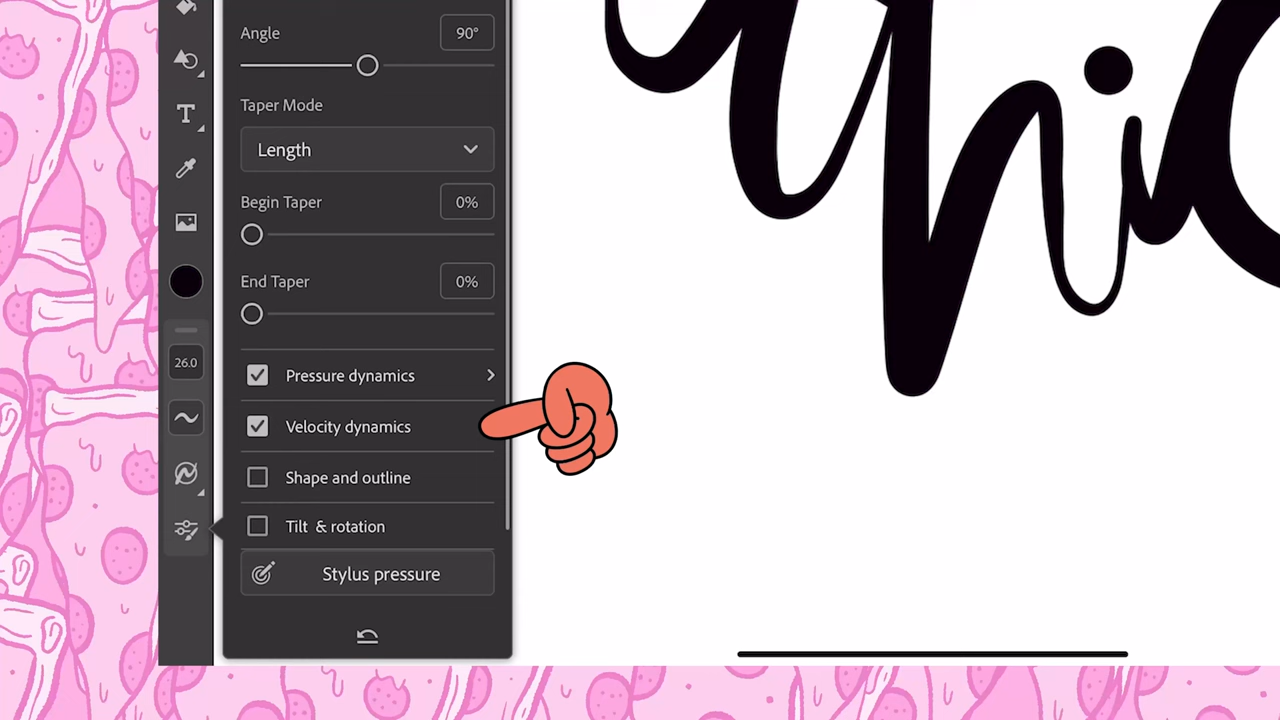 Angle 90°
Taper Mode
Length
Begin Taper 0%
End Taper 0%
26.0
Pressure dynamics
Velocity dynamics
Shape and outline
Tilt & rotation
Stylus pressure
T